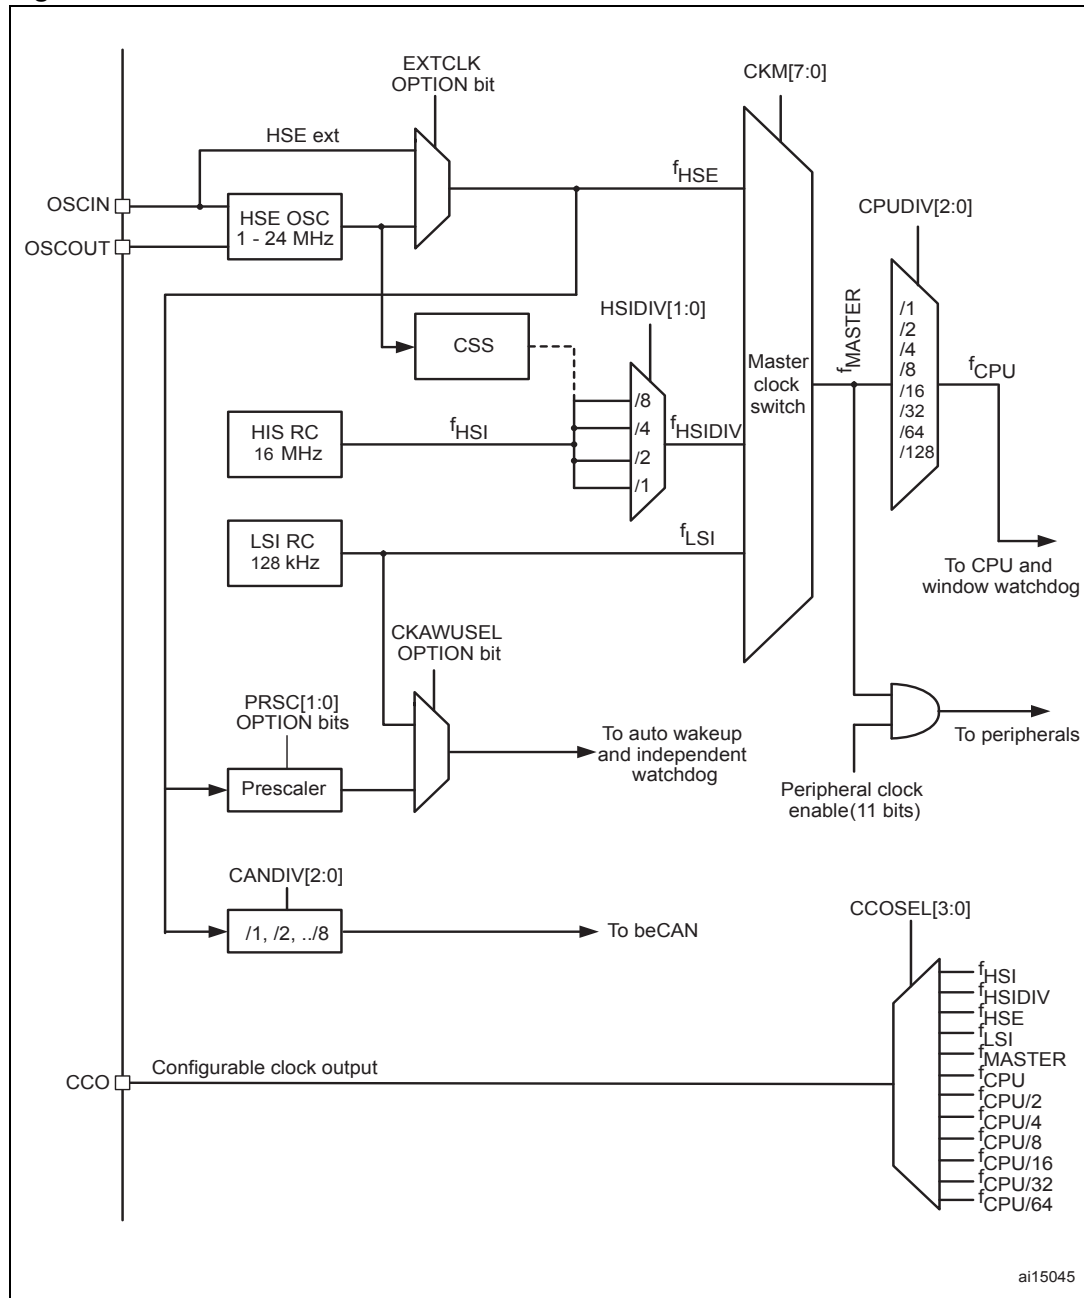 EXTCLK
OPTION bit
CKM[7:0]
HSE ext
fHSE
OSCIN
HSE OSC
1 - 24 MHz
CPUDIV[2:0]
OSCOUT
HSIDIV[1:0]
CSS
fMASTER
/1
/2
/4
/8
/16
/32
/64
/128
fCPU
Master
clock
switch
HIS RC
16 MHz
fHSI
/8
/4
/2
/1
fHSIDIV
LSI RC
128 kHz
fLSI
To CPU and
window watchdog
CKAWUSEL
OPTION bit
PRSC[1:0]
OPTION bits
Prescaler
To auto wakeup
and independent
watchdog
To peripherals
Peripheral clock
enable(11 bits)
CANDIV[2:0]
/1, /2, ../8
To beCAN
CCOSEL[3:0]
fHSI
fHSIDIV
fHSE
fLSI
fMASTER
fCPU
fCPU/2
fCPU/4
fCPU/8
fCPU/16
fCPU/32
fCPU/64
CCO
Configurable clock output
ai15045